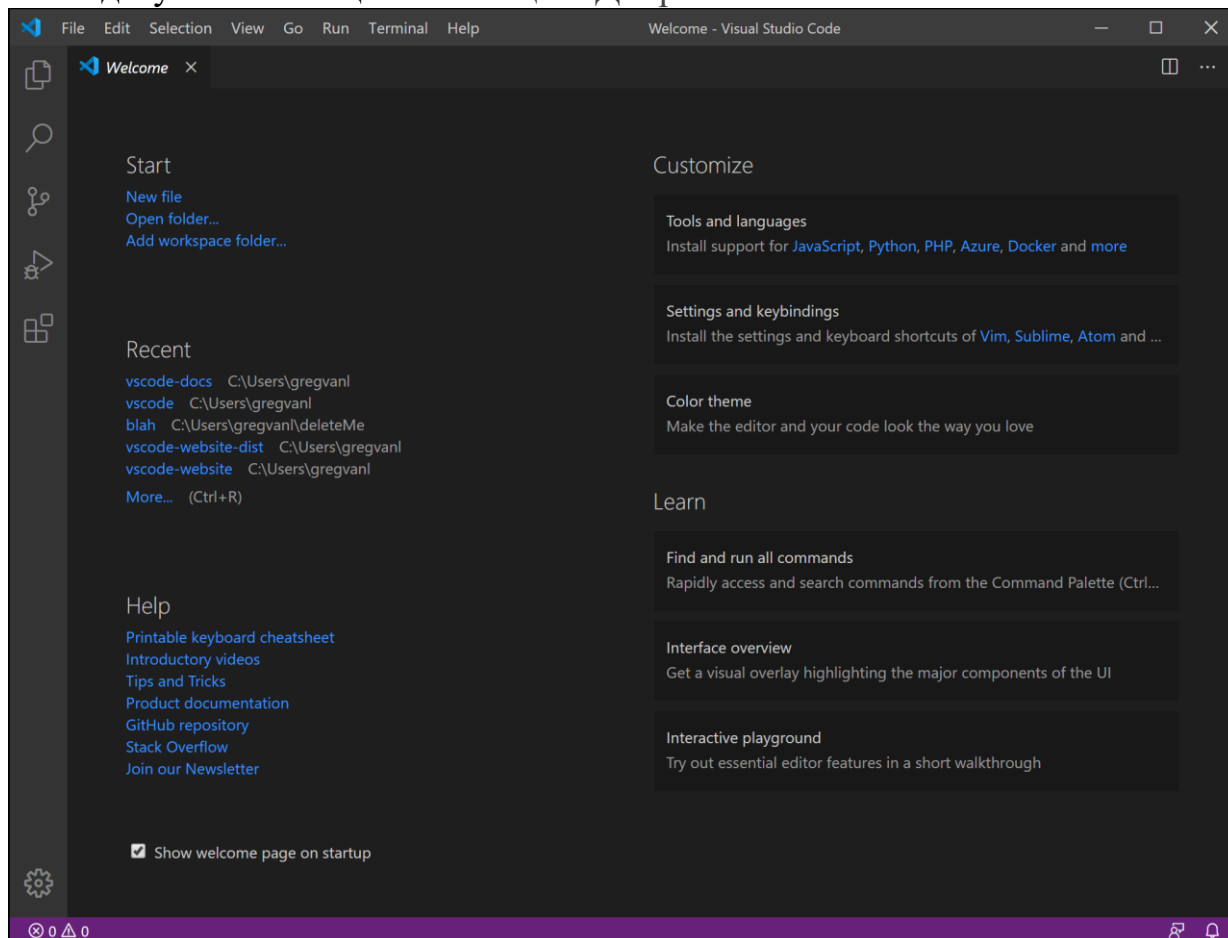 File Edit Selection View Go Run Terminal Help Welcome - Visual Studio Code
Welcome
Start
New file
Open folder...
Add workspace folder...
Recent
vscode-docs C:\Users\gregvanl
vscode C:\Users\gregvanl
blah C:\Users\gregvanl\deleteMe
vscode-website-dist C:\Users\gregvanl
vscode-website C:\Users\gregvanl
More... (Ctrl+R)
Help
Printable keyboard cheatsheet
Introductory videos
Tips and Tricks
Product documentation
GitHub repository
Stack Overflow
Join our Newsletter
Show welcome page on startup
Customize
Tools and languages
Install support for JavaScript, Python, PHP, Azure, Docker and more
Settings and keybindings
Install the settings and keyboard shortcuts of Vim, Sublime, Atom and ...
Color theme
Make the editor and your code look the way you love
Learn
Find and run all commands
Rapidly access and search commands from the Command Palette (Ctrl...
Interface overview
Get a visual overlay highlighting the major components of the UI
Interactive playground
Try out essential editor features in a short walkthrough
0 0